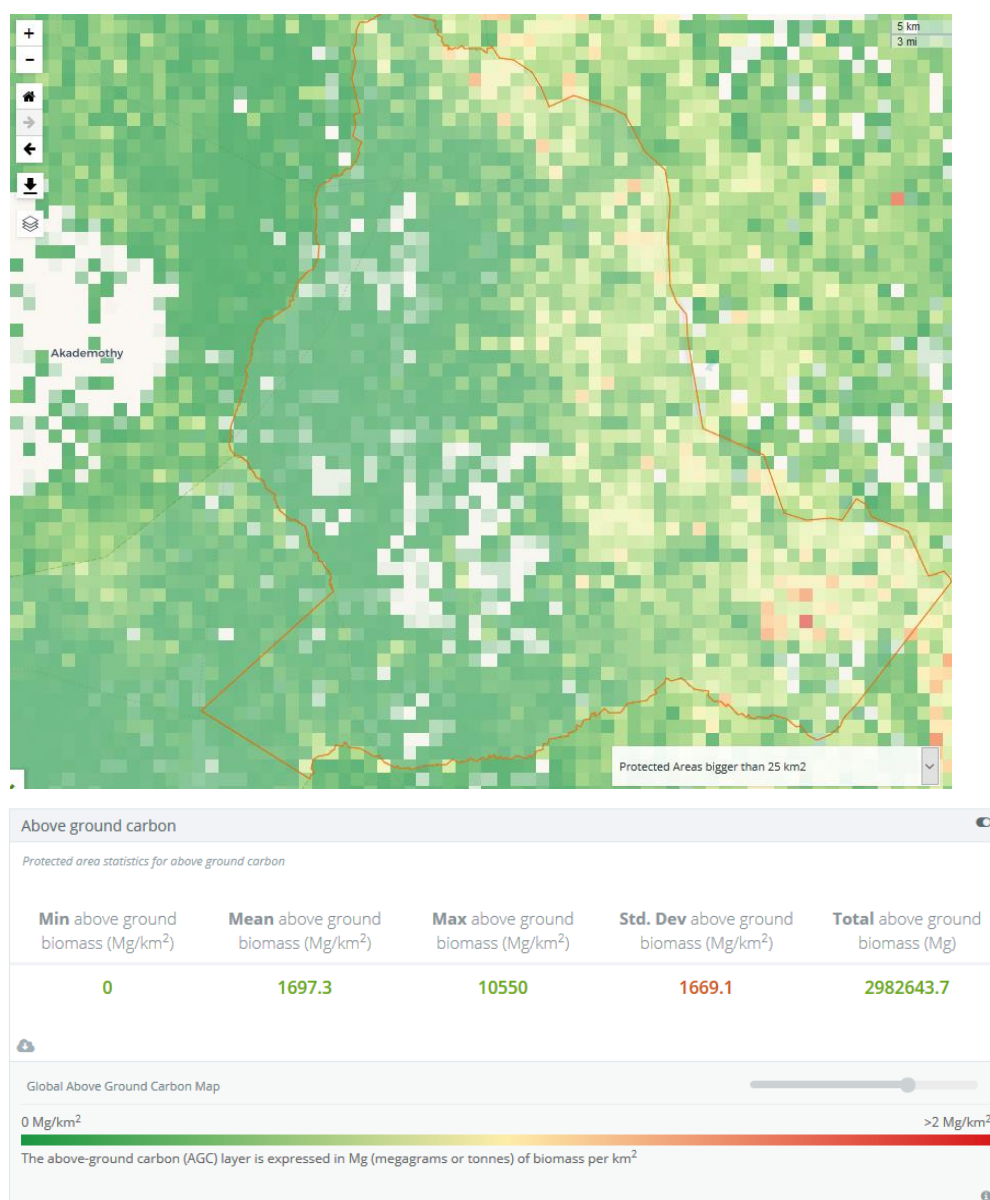 +
5 km
−
3 mi
Akademothy
Protected Areas bigger than 25 km2
Above ground carbon
Protected area statistics for above ground carbon
Min above ground biomass (Mg/km²)
Mean above ground biomass (Mg/km²)
Max above ground biomass (Mg/km²)
Std. Dev above ground biomass (Mg/km²)
Total above ground biomass (Mg)
0
1697.3
10550
1669.1
2982643.7
Global Above Ground Carbon Map
0 Mg/km²
>2 Mg/km²
The above-ground carbon (AGC) layer is expressed in Mg (megagrams or tonnes) of biomass per km²